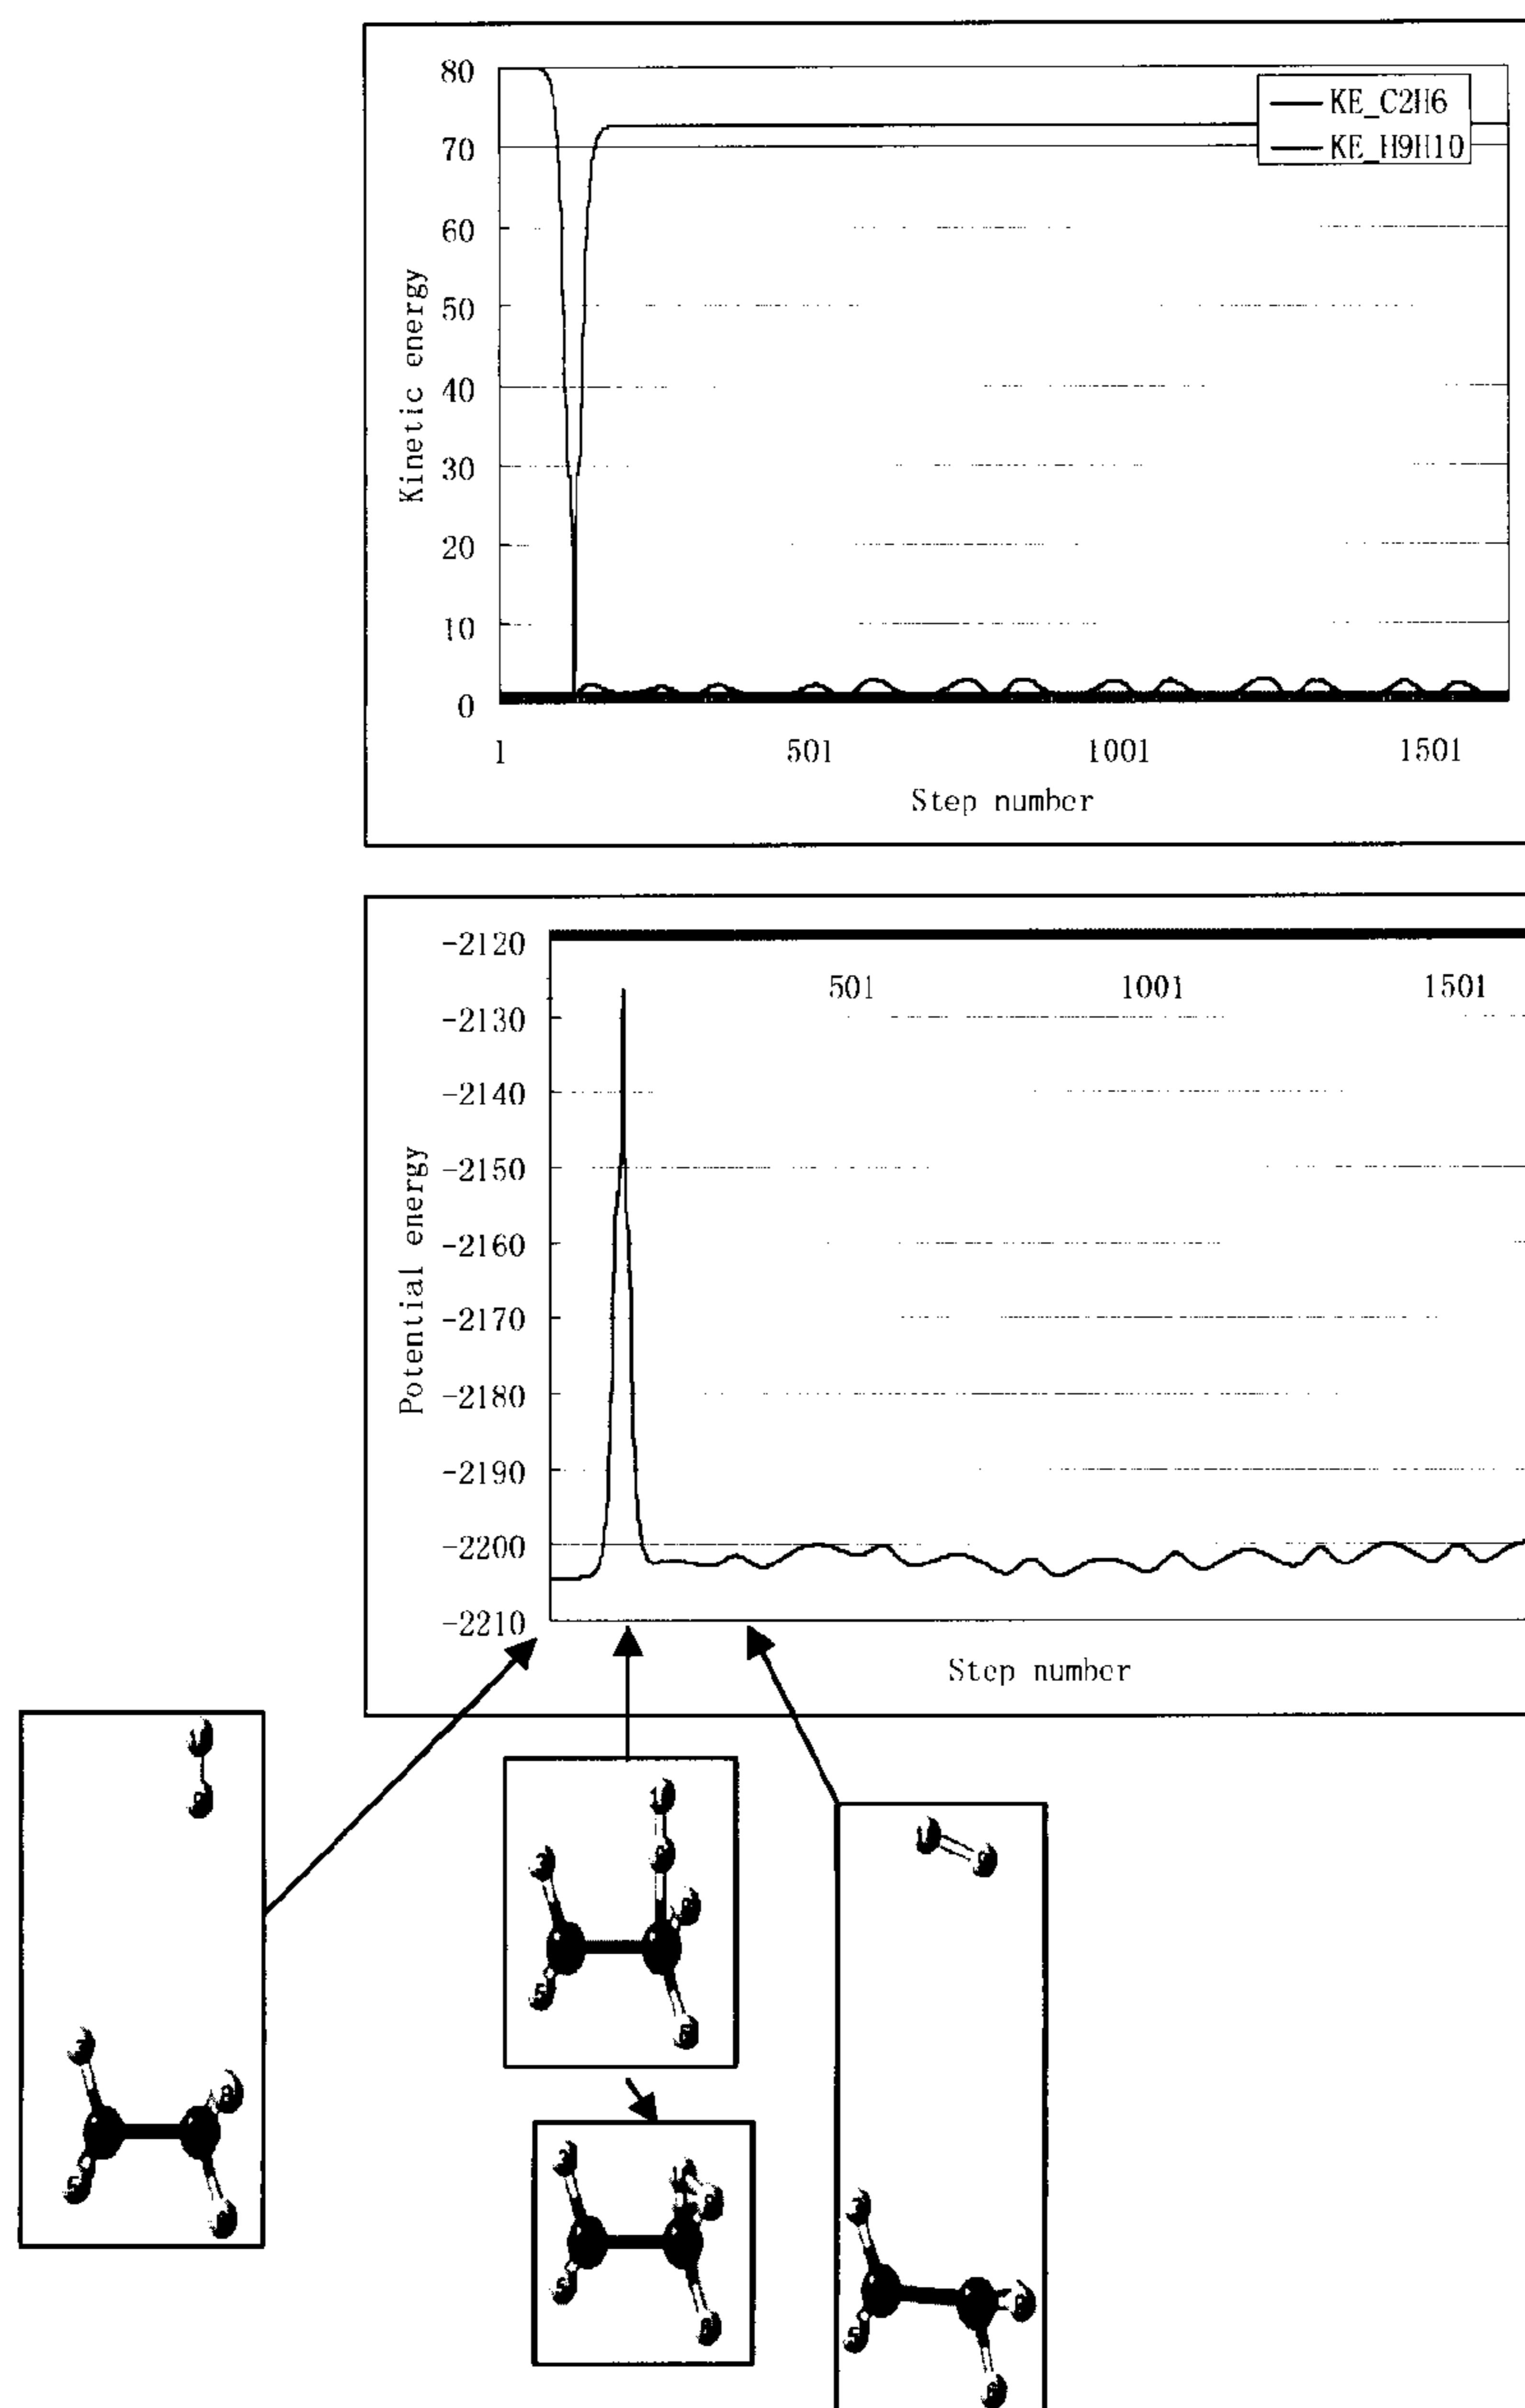 80
KE_C2H6
KE_H9H10
70
60
50
40
30
20
10
0
Kinetic energy
1 501 1001 1501
Step number
-2120
501 1001 1501
-2130
-2140
-2150
-2160
-2170
-2180
-2190
-2200
-2210
Potential energy
Step number